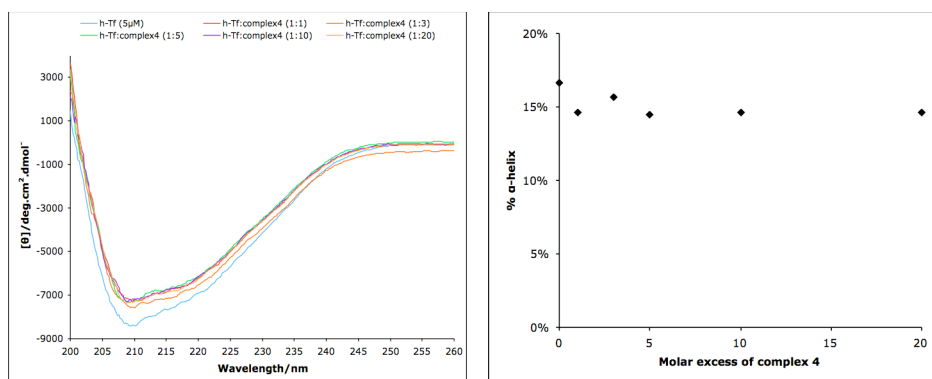 h-Tf (5µM) h-Tf:complex4 (1:1) h-Tf:complex4 (1:3)
h-Tf:complex4 (1:5) h-Tf:complex4 (1:10) h-Tf:complex4 (1:20)
3000
1000
-1000
-3000
-5000
-7000
-9000
[θ]/deg.cm².dmol⁻
200 205 210 215 220 225 230 235 240 245 250 255 260
Wavelength/nm
20%
15%
10%
5%
0%
% α-helix
0 5 10 15 20
Molar excess of complex 4